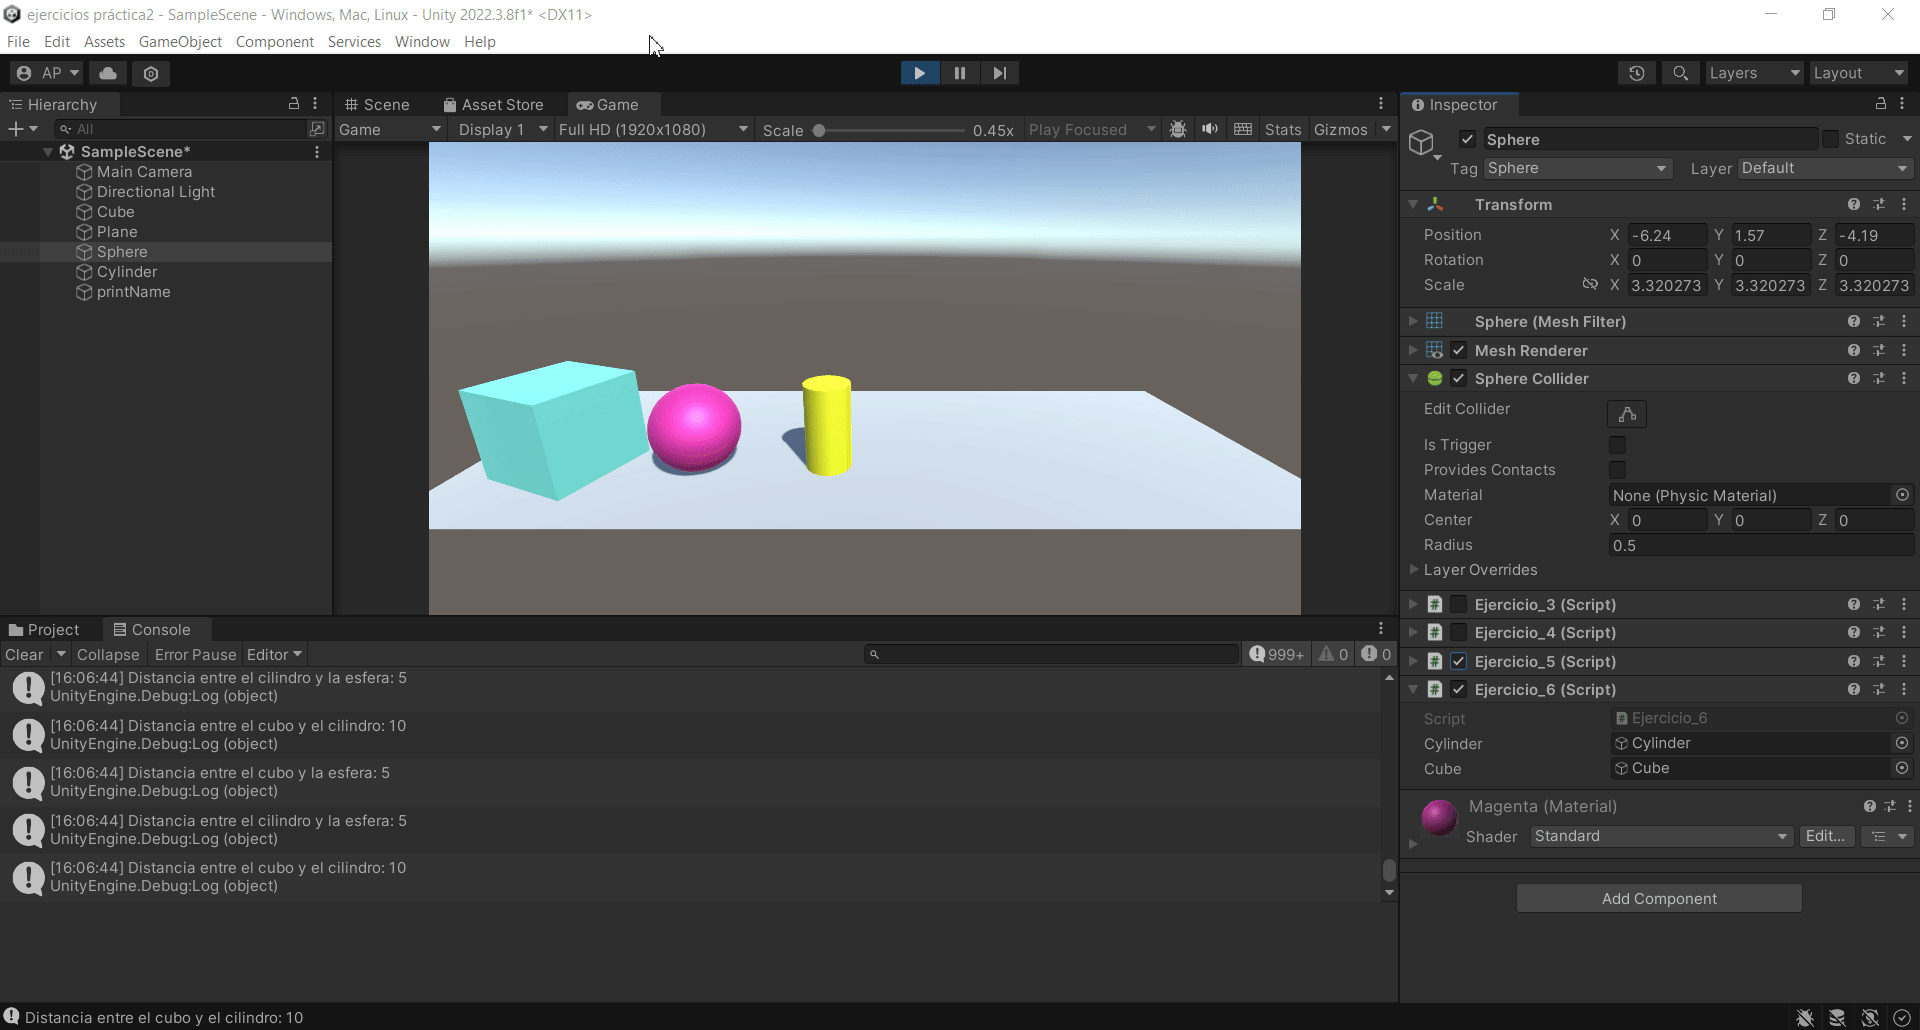 ejercicios práctica2 - SampleScene - Windows, Mac, Linux - Unity 2022.3.8f1* <DX11>
File Edit Assets GameObject Component Services Window Help
AP Layers Layout
Hierarchy
All
SampleScene*
Main Camera
Directional Light
Cube
Plane
Sphere
Cylinder
printName
Scene Asset Store Game
Game Display 1 Full HD (1920x1080) Scale 0.45x Play Focused Stats Gizmos
Inspector
Sphere Static
Tag Sphere Layer Default
Transform
Position X -6.24 Y 1.57 Z -4.19
Rotation X 0 Y 0 Z 0
Scale X 3.320273 Y 3.320273 Z 3.320273
Sphere (Mesh Filter)
Mesh Renderer
Sphere Collider
Edit Collider
Is Trigger
Provides Contacts
Material None (Physic Material)
Center X 0 Y 0 Z 0
Radius 0.5
Layer Overrides
Ejercicio_3 (Script)
Ejercicio_4 (Script)
Ejercicio_5 (Script)
Ejercicio_6 (Script)
Script Ejercicio_6
Cylinder Cylinder
Cube Cube
Magenta (Material)
Shader Standard Edit...
Add Component
Project Console
Clear Collapse Error Pause Editor 999+ 0 0
[16:06:44] Distancia entre el cilindro y la esfera: 5
UnityEngine.Debug:Log (object)
[16:06:44] Distancia entre el cubo y el cilindro: 10
UnityEngine.Debug:Log (object)
[16:06:44] Distancia entre el cubo y la esfera: 5
UnityEngine.Debug:Log (object)
[16:06:44] Distancia entre el cilindro y la esfera: 5
UnityEngine.Debug:Log (object)
[16:06:44] Distancia entre el cubo y el cilindro: 10
UnityEngine.Debug:Log (object)
Distancia entre el cubo y el cilindro: 10